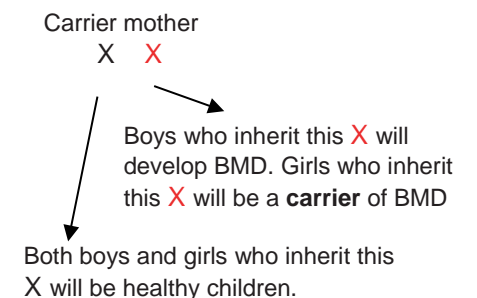 Carrier mother
X X
Boys who inherit this X will
develop BMD. Girls who inherit
this X will be a carrier of BMD
Both boys and girls who inherit this
X will be healthy children.